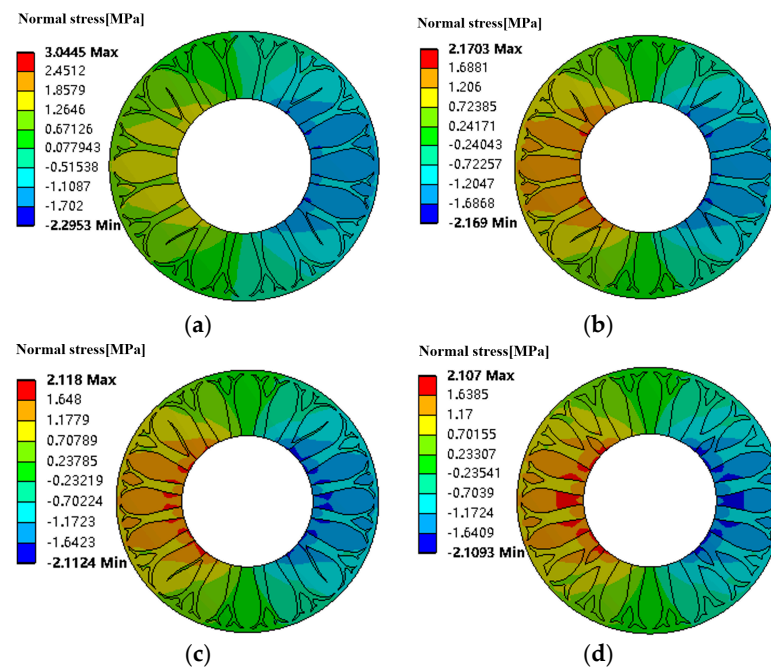 Normal stress[MPa]
3.0445 Max
2.4512
1.8579
1.2646
0.67126
0.077943
-0.51538
-1.1087
-1.702
-2.2953 Min
(a)
Normal stress[MPa]
2.1703 Max
1.6881
1.206
0.72385
0.24171
-0.24043
-0.72257
-1.2047
-1.6868
-2.169 Min
(b)
Normal stress[MPa]
2.118 Max
1.648
1.1779
0.70789
0.23785
-0.23219
-0.70224
-1.1723
-1.6423
-2.1124 Min
(c)
Normal stress[MPa]
2.107 Max
1.6385
1.17
0.70155
0.23307
-0.23541
-0.7039
-1.1724
-1.6409
-2.1093 Min
(d)